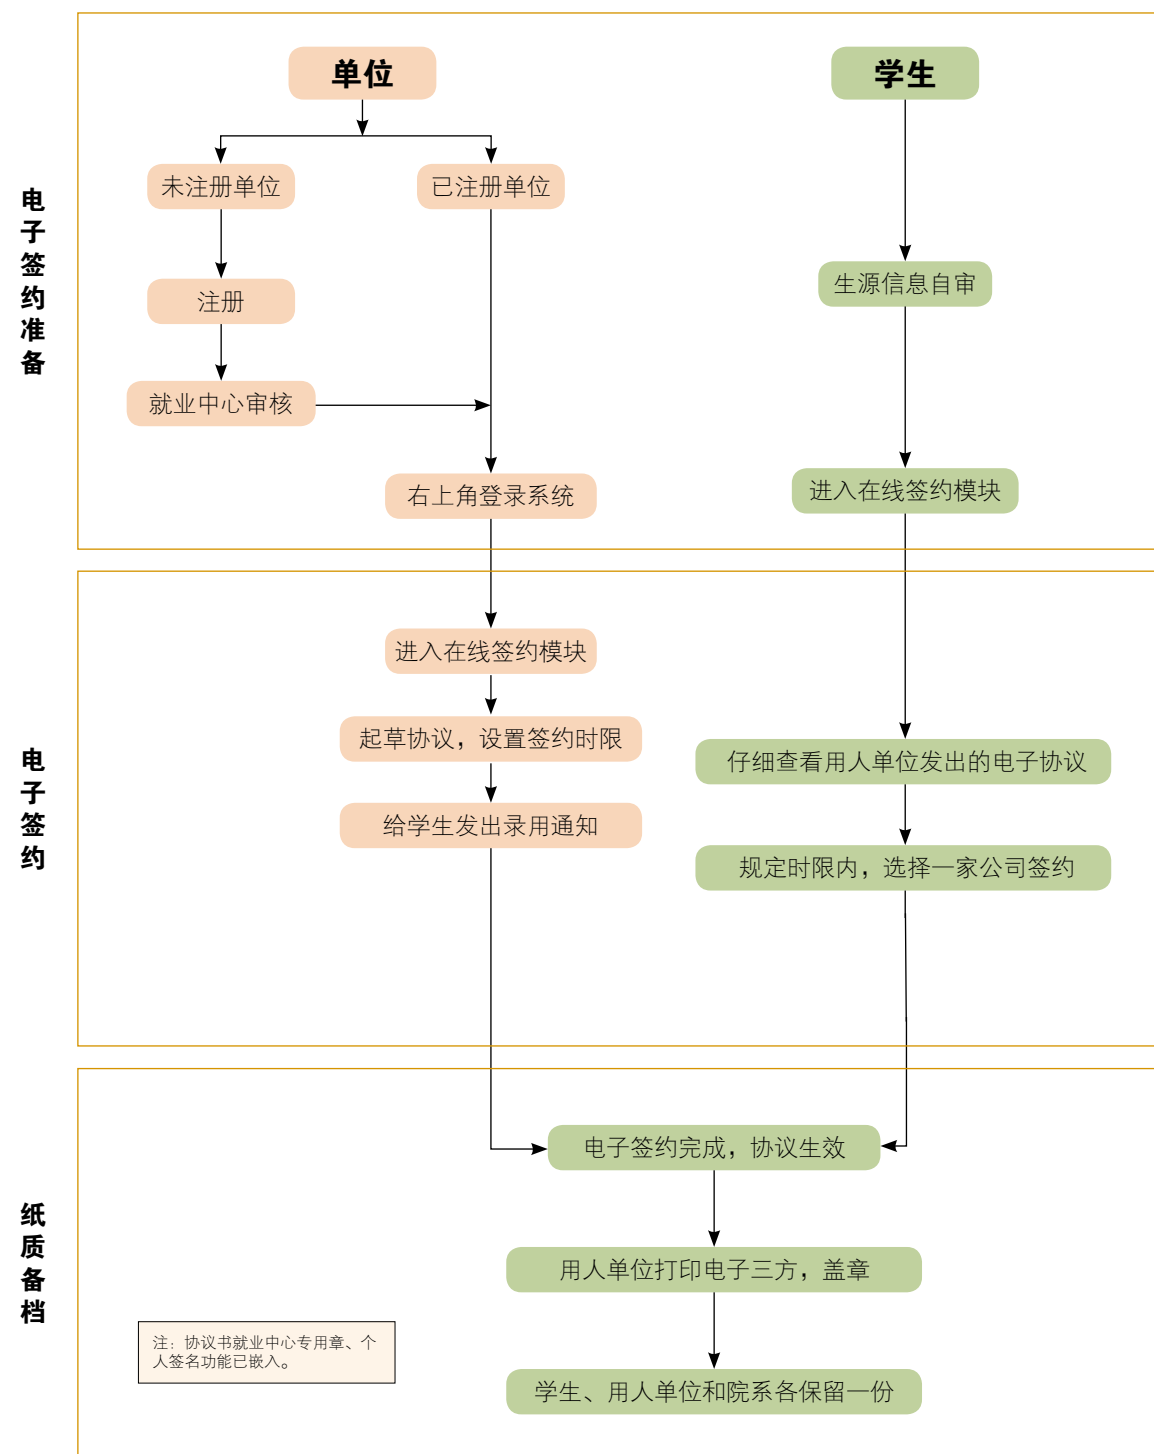 电子签约准备
单位
学生
未注册单位
已注册单位
注册
生源信息自审
就业中心审核
右上角登录系统
进入在线签约模块
电子签约
进入在线签约模块
起草协议，设置签约时限
给学生发出录用通知
仔细查看用人单位发出的电子协议
规定时限内，选择一家公司签约
纸质备档
电子签约完成，协议生效
用人单位打印电子三方，盖章
学生、用人单位和院系各保留一份
注：协议书就业中心专用章、个
人签名功能已嵌入。